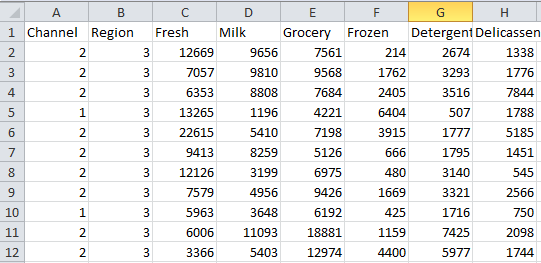 A B C D E F G H
1 Channel Region Fresh Milk Grocery Frozen Detergent Delicassen
2 2 3 12669 9656 7561 214 2674 1338
3 2 3 7057 9810 9568 1762 3293 1776
4 2 3 6353 8808 7684 2405 3516 7844
5 1 3 13265 1196 4221 6404 507 1788
6 2 3 22615 5410 7198 3915 1777 5185
7 2 3 9413 8259 5126 666 1795 1451
8 2 3 12126 3199 6975 480 3140 545
9 2 3 7579 4956 9426 1669 3321 2566
10 1 3 5963 3648 6192 425 1716 750
11 2 3 6006 11093 18881 1159 7425 2098
12 2 3 3366 5403 12974 4400 5977 1744